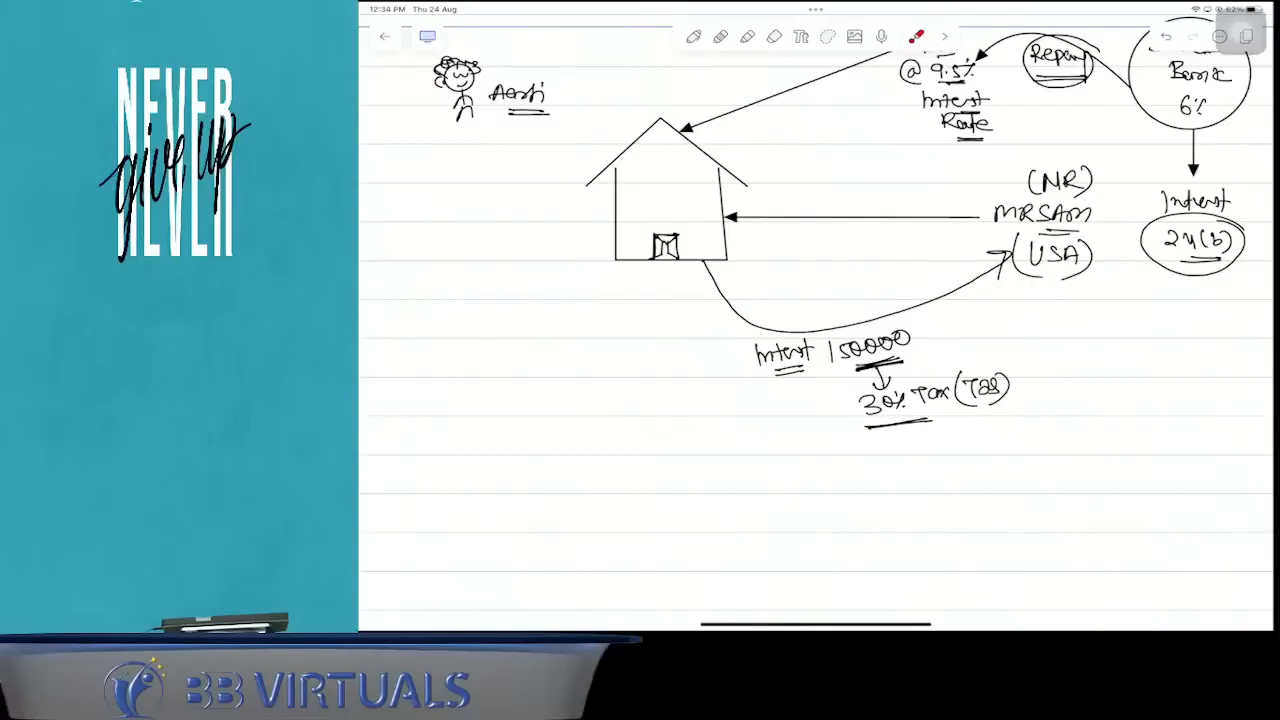 12:34 PM Thu 24 Aug
62%
NEVER
give up
NEVER
Aarti
@ 9.5%
Interest
Rate
Repay
Bank
6%
(NR)
MR SAM
(USA)
Interest
24(b)
Interest 150000
30% Tax (TDS)
BB VIRTUALS